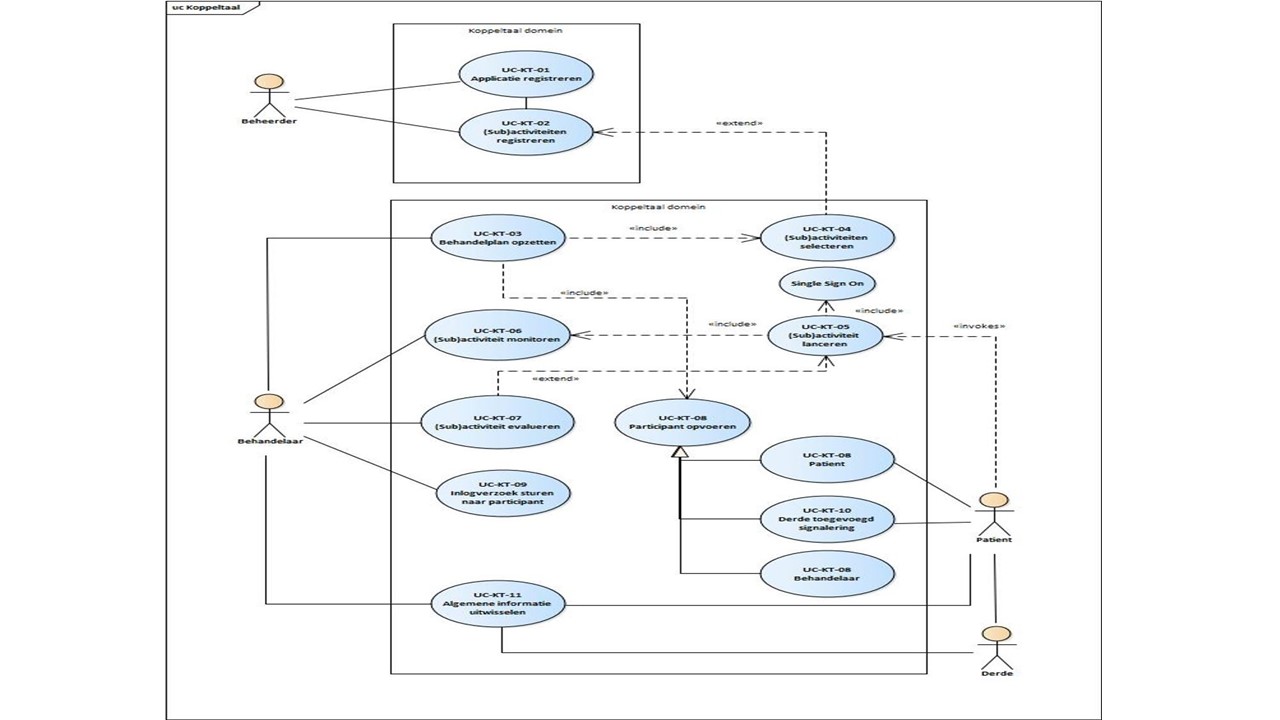 uc Koppeltaal
Koppeltaal domein
UC-KT-01
Applicatie registreren
Beheerder
UC-KT-02
(Sub)activiteiten
registreren
«extend»
Koppeltaal domein
UC-KT-03
Behandelplan opzetten
«include»
UC-KT-04
(Sub)activiteiten
selecteren
Single Sign On
«include»
«include»
UC-KT-06
(Sub)activiteit monitoren
«include»
UC-KT-05
(Sub)activiteit
lanceren
«invokes»
«extend»
Behandelaar
UC-KT-07
(Sub)activiteit evalueren
UC-KT-08
Participant opvoeren
UC-KT-08
Patient
UC-KT-09
Inlogverzoek sturen
naar participant
UC-KT-10
Derde toegevoegd
signalering
Patient
UC-KT-08
Behandelaar
UC-KT-11
Algemene informatie
uitwisselen
Derde